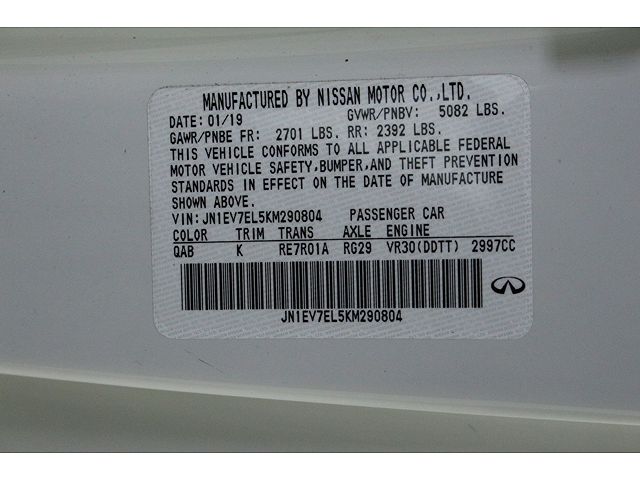 MANUFACTURED BY NISSAN MOTOR CO.,LTD.
DATE: 01/19 GVWR/PNBV: 5082 LBS.
GAWR/PNBE FR: 2701 LBS. RR: 2392 LBS.
THIS VEHICLE CONFORMS TO ALL APPLICABLE FEDERAL
MOTOR VEHICLE SAFETY,BUMPER,AND THEFT PREVENTION
STANDARDS IN EFFECT ON THE DATE OF MANUFACTURE
SHOWN ABOVE.
VIN:JN1EV7EL5KM290804 PASSENGER CAR
COLOR TRIM TRANS AXLE ENGINE
QAB K RE7R01A RG29 VR30(DDTT) 2997CC
JN1EV7EL5KM290804